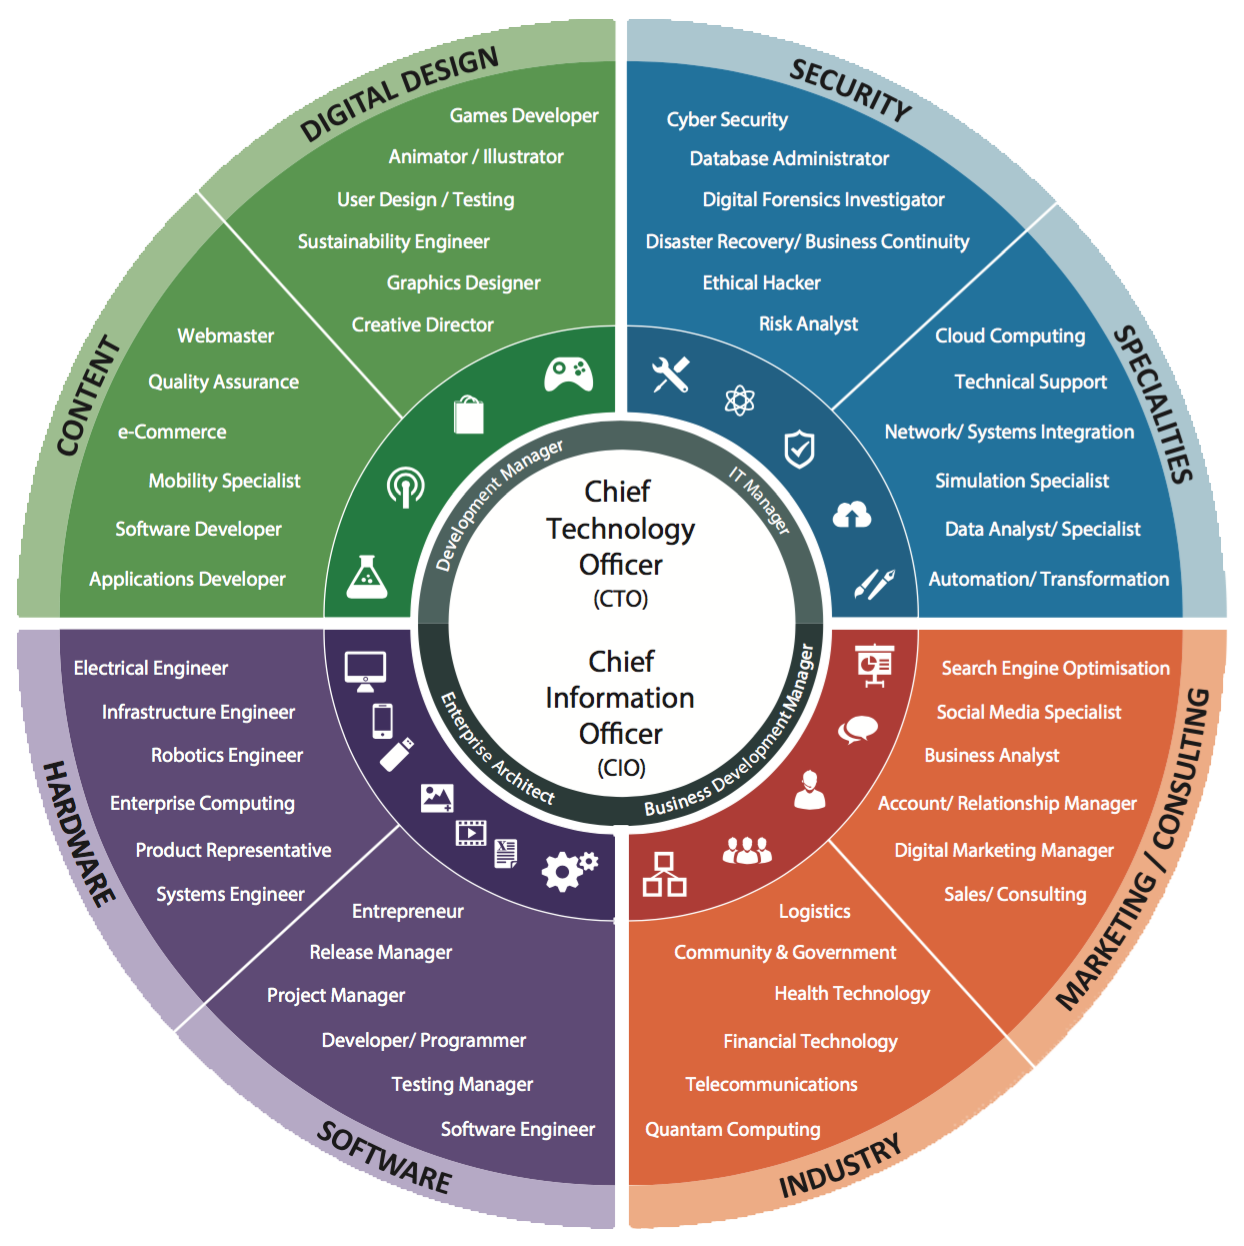 DIGITAL DESIGN
Games Developer
Animator / Illustrator
User Design / Testing
Sustainability Engineer
Graphics Designer
Creative Director
SECURITY
Cyber Security
Database Administrator
Digital Forensics Investigator
Disaster Recovery/ Business Continuity
Ethical Hacker
Risk Analyst
CONTENT
Webmaster
Quality Assurance
e-Commerce
Mobility Specialist
Software Developer
Applications Developer
SPECIALITIES
Cloud Computing
Technical Support
Network/ Systems Integration
Simulation Specialist
Data Analyst/ Specialist
Automation/ Transformation
Development Manager
IT Manager
Chief
Technology
Officer
(CTO)
Chief
Information
Officer
(CIO)
Enterprise Architect
Business Development Manager
HARDWARE
Electrical Engineer
Infrastructure Engineer
Robotics Engineer
Enterprise Computing
Product Representative
Systems Engineer
MARKETING / CONSULTING
Search Engine Optimisation
Social Media Specialist
Business Analyst
Account/ Relationship Manager
Digital Marketing Manager
Sales/ Consulting
SOFTWARE
Entrepreneur
Release Manager
Project Manager
Developer/ Programmer
Testing Manager
Software Engineer
INDUSTRY
Logistics
Community & Government
Health Technology
Financial Technology
Telecommunications
Quantam Computing
X